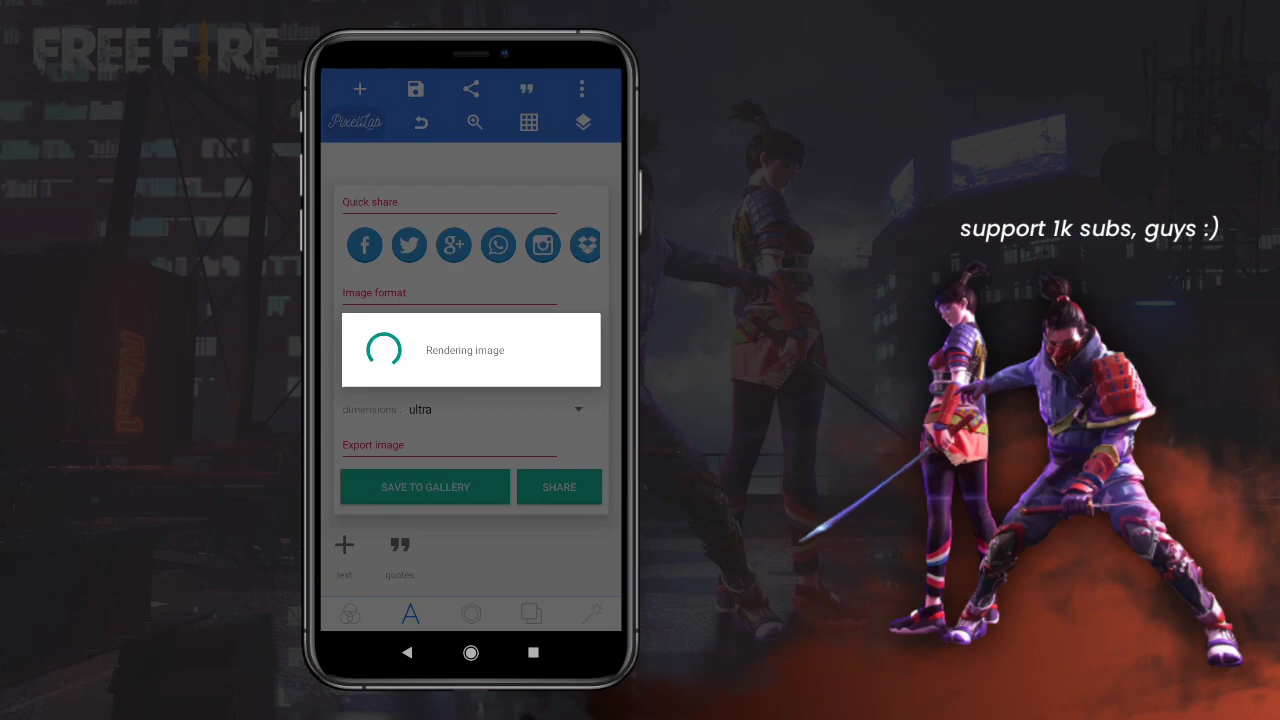 FREE FIRE
PixelLab
Quick share
Image format
Rendering image
dimensions : ultra
Export image
SAVE TO GALLERY SHARE
text quotes
support 1k subs, guys :)